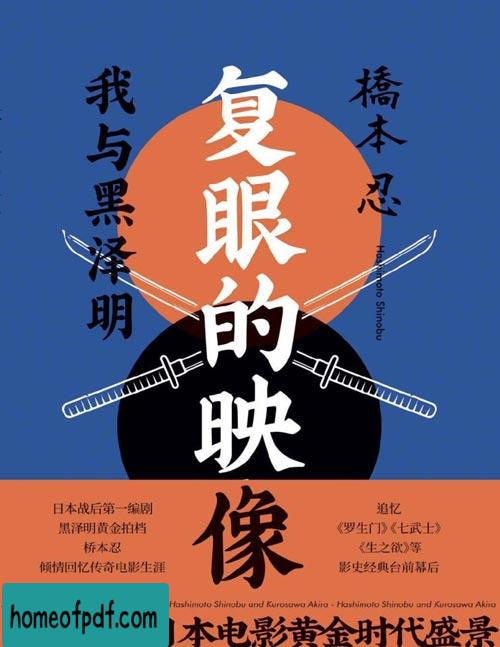 复眼的映像
我与黑泽明
橋本忍
Hashimoto Shinobu
日本战后第一编剧
黑泽明黄金拍档
桥本忍
倾情回忆传奇电影生涯
追忆
《罗生门》《七武士》
《生之欲》等
影史经典台前幕后
Hashimoto Shinobu and Kurosawa Akira - Hashimoto Shinobu and Kurosawa Akira
日本电影黄金时代盛景
homeofpdf.com